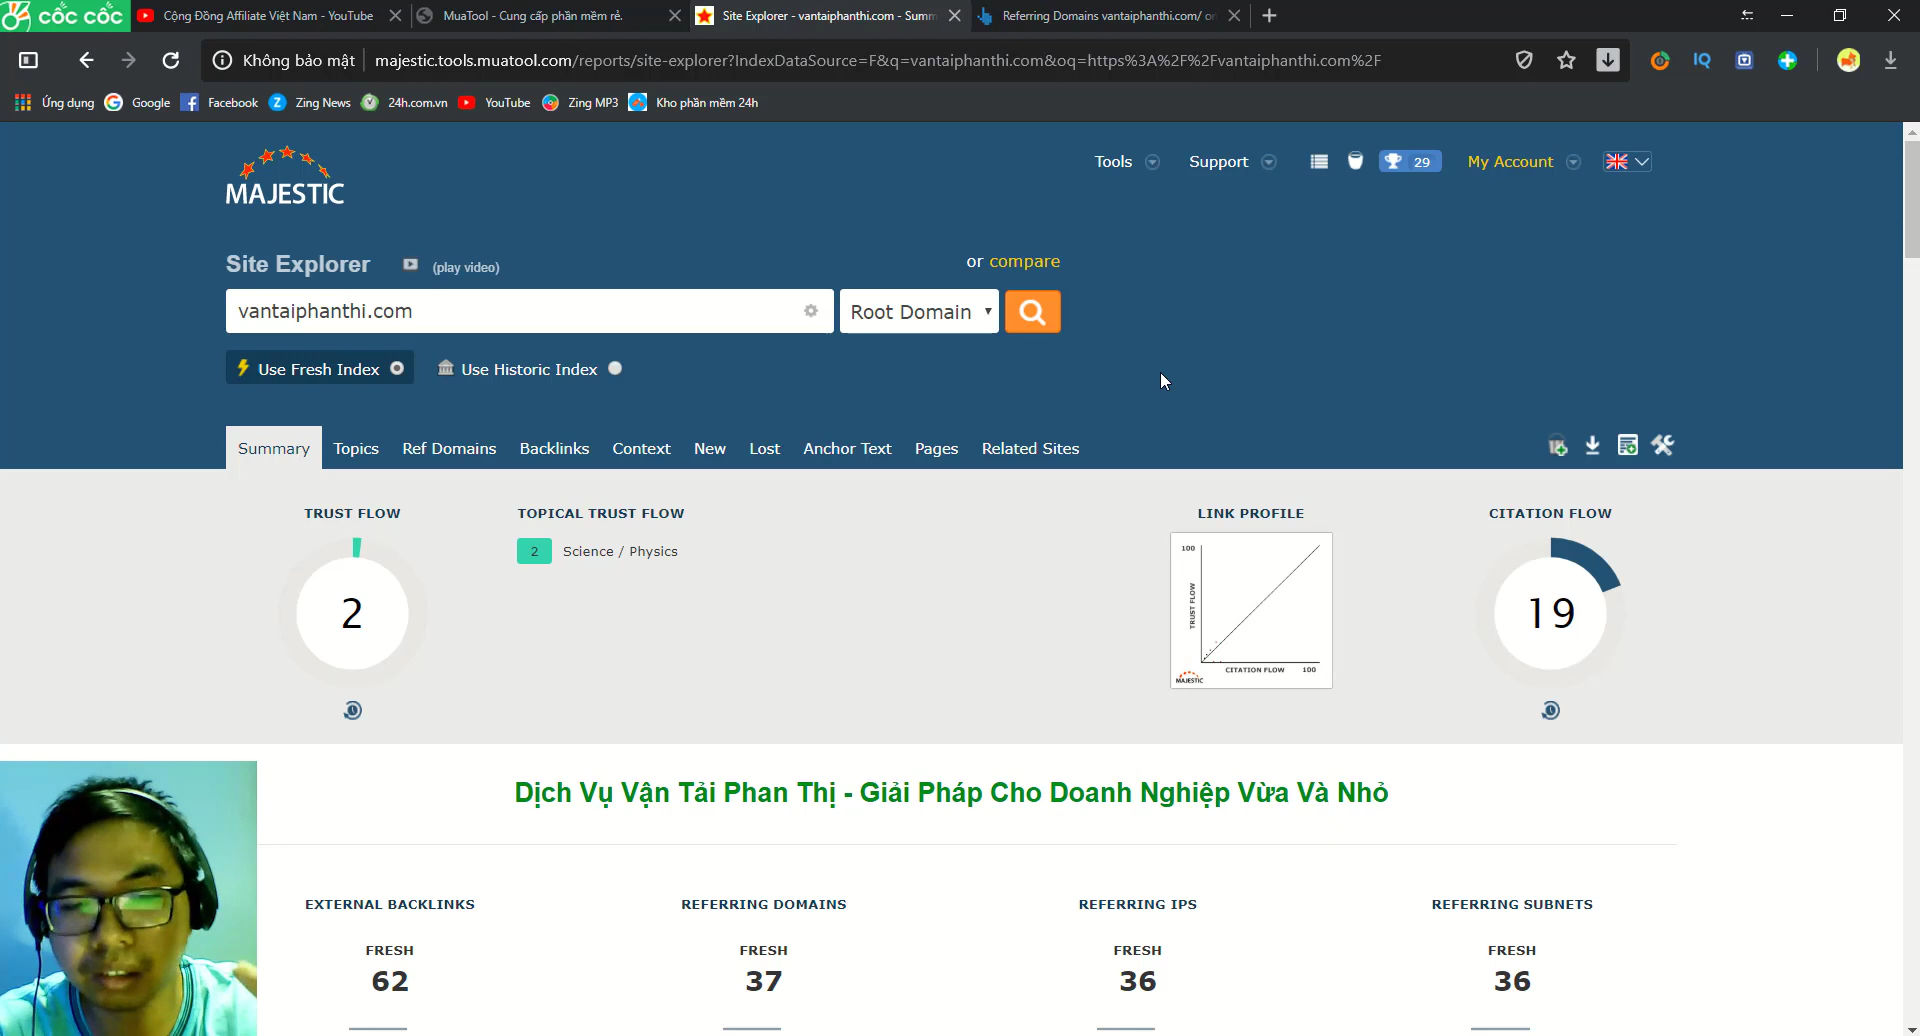 cốc cốc
Cộng Đồng Affiliate Việt Nam - YouTube
MuaTool - Cung cấp phần mềm rẻ.
Site Explorer - vantaiphanthi.com - Summ
Referring Domains vantaiphanthi.com/ or
Không bảo mật
majestic.tools.muatool.com/reports/site-explorer?IndexDataSource=F&q=vantaiphanthi.com&oq=https%3A%2F%2Fvantaiphanthi.com%2F
IQ
Ứng dụng
Google
Facebook
Zing News
24h.com.vn
YouTube
Zing MP3
Kho phần mềm 24h
MAJESTIC
Tools
Support
29
My Account
Site Explorer
(play video)
or compare
vantaiphanthi.com
Root Domain
Use Fresh Index
Use Historic Index
Summary
Topics
Ref Domains
Backlinks
Context
New
Lost
Anchor Text
Pages
Related Sites
TRUST FLOW
2
TOPICAL TRUST FLOW
2 Science / Physics
LINK PROFILE
100
TRUST FLOW
CITATION FLOW 100
MAJESTIC
CITATION FLOW
19
Dịch Vụ Vận Tải Phan Thị - Giải Pháp Cho Doanh Nghiệp Vừa Và Nhỏ
EXTERNAL BACKLINKS
FRESH
62
REFERRING DOMAINS
FRESH
37
REFERRING IPS
FRESH
36
REFERRING SUBNETS
FRESH
36